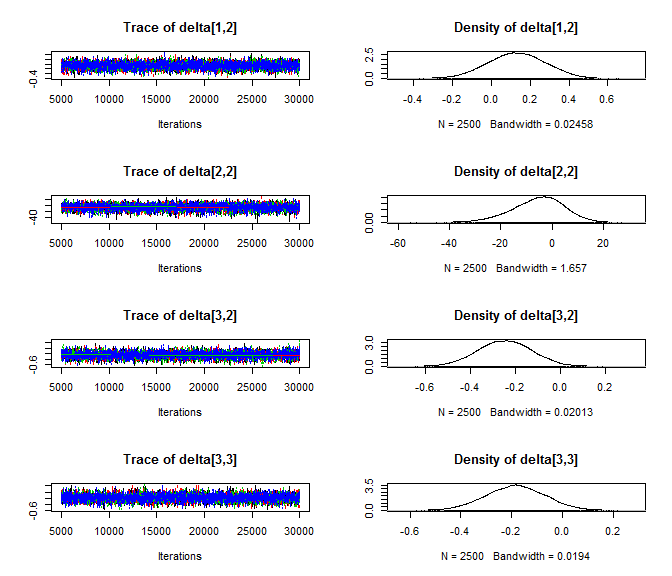 Trace of delta[1,2]
-0.4
5000 10000 15000 20000 25000 30000
Iterations
Density of delta[1,2]
0.0 2.5
-0.4 -0.2 0.0 0.2 0.4 0.6
N = 2500 Bandwidth = 0.02458
Trace of delta[2,2]
-40
5000 10000 15000 20000 25000 30000
Iterations
Density of delta[2,2]
0.00
-60 -40 -20 0 20
N = 2500 Bandwidth = 1.657
Trace of delta[3,2]
-0.6
5000 10000 15000 20000 25000 30000
Iterations
Density of delta[3,2]
0.0 3.0
-0.6 -0.4 -0.2 0.0 0.2
N = 2500 Bandwidth = 0.02013
Trace of delta[3,3]
-0.6
5000 10000 15000 20000 25000 30000
Iterations
Density of delta[3,3]
0.0 3.5
-0.6 -0.4 -0.2 0.0 0.2
N = 2500 Bandwidth = 0.0194